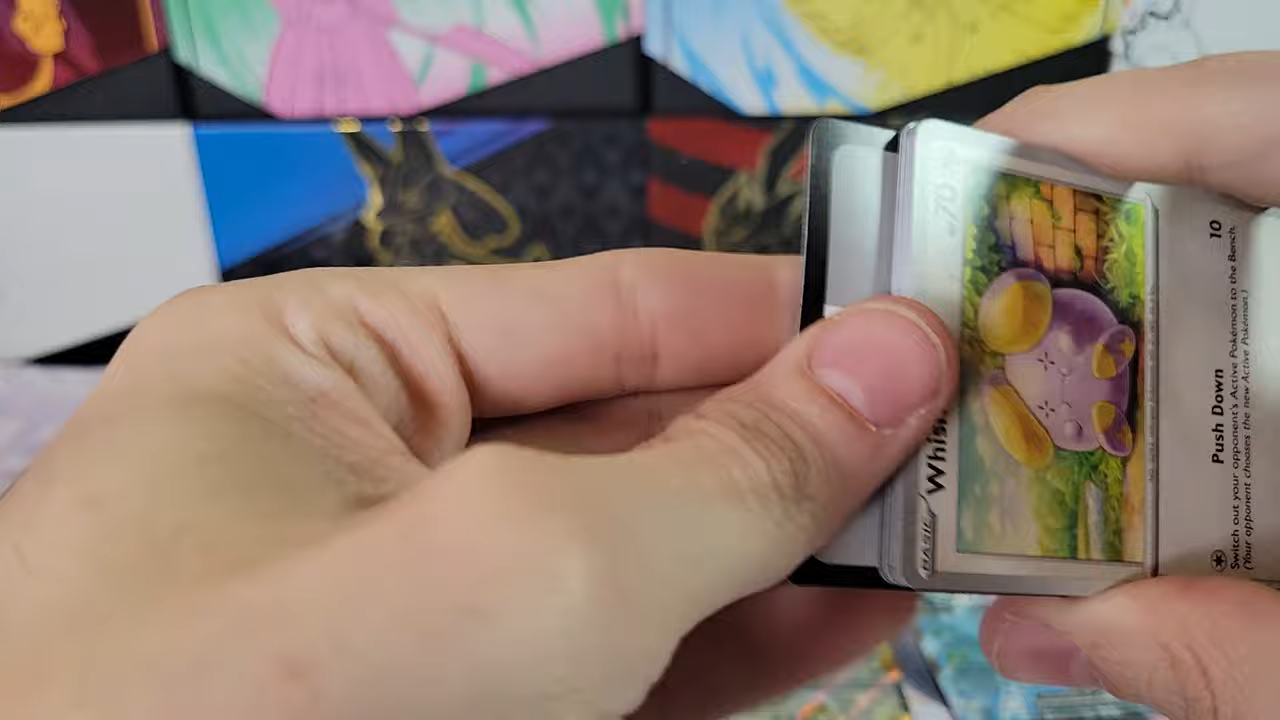 BASIC
Whis
70
Push Down
10
Switch out your opponent's Active Pokémon to the Bench.
(Your opponent chooses the new Active Pokémon.)